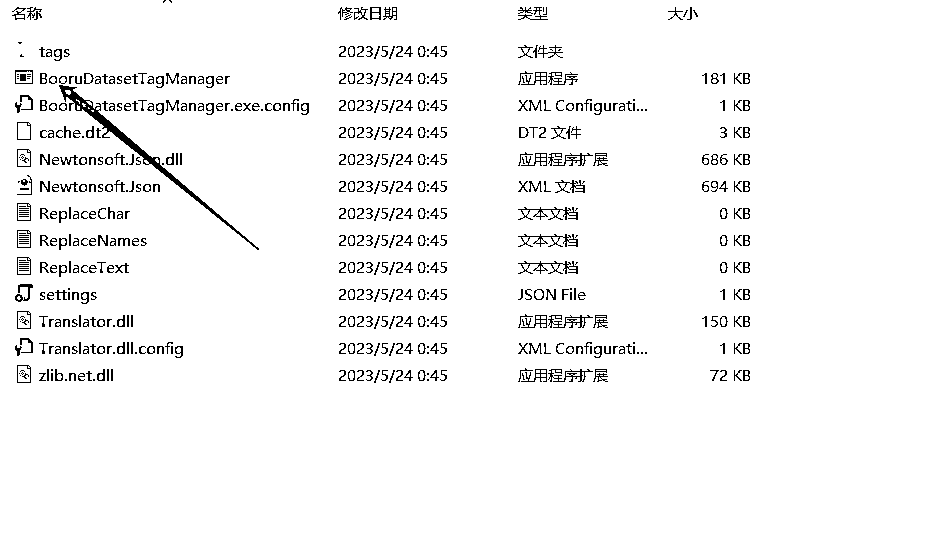 名称 修改日期 类型 大小
tags 2023/5/24 0:45 文件夹
BooruDatasetTagManager 2023/5/24 0:45 应用程序 181 KB
BooruDatasetTagManager.exe.config 2023/5/24 0:45 XML Configurati... 1 KB
cache.dt2 2023/5/24 0:45 DT2 文件 3 KB
Newtonsoft.Json.dll 2023/5/24 0:45 应用程序扩展 686 KB
Newtonsoft.Json 2023/5/24 0:45 XML 文档 694 KB
ReplaceChar 2023/5/24 0:45 文本文档 0 KB
ReplaceNames 2023/5/24 0:45 文本文档 0 KB
ReplaceText 2023/5/24 0:45 文本文档 0 KB
settings 2023/5/24 0:45 JSON File 1 KB
Translator.dll 2023/5/24 0:45 应用程序扩展 150 KB
Translator.dll.config 2023/5/24 0:45 XML Configurati... 1 KB
zlib.net.dll 2023/5/24 0:45 应用程序扩展 72 KB